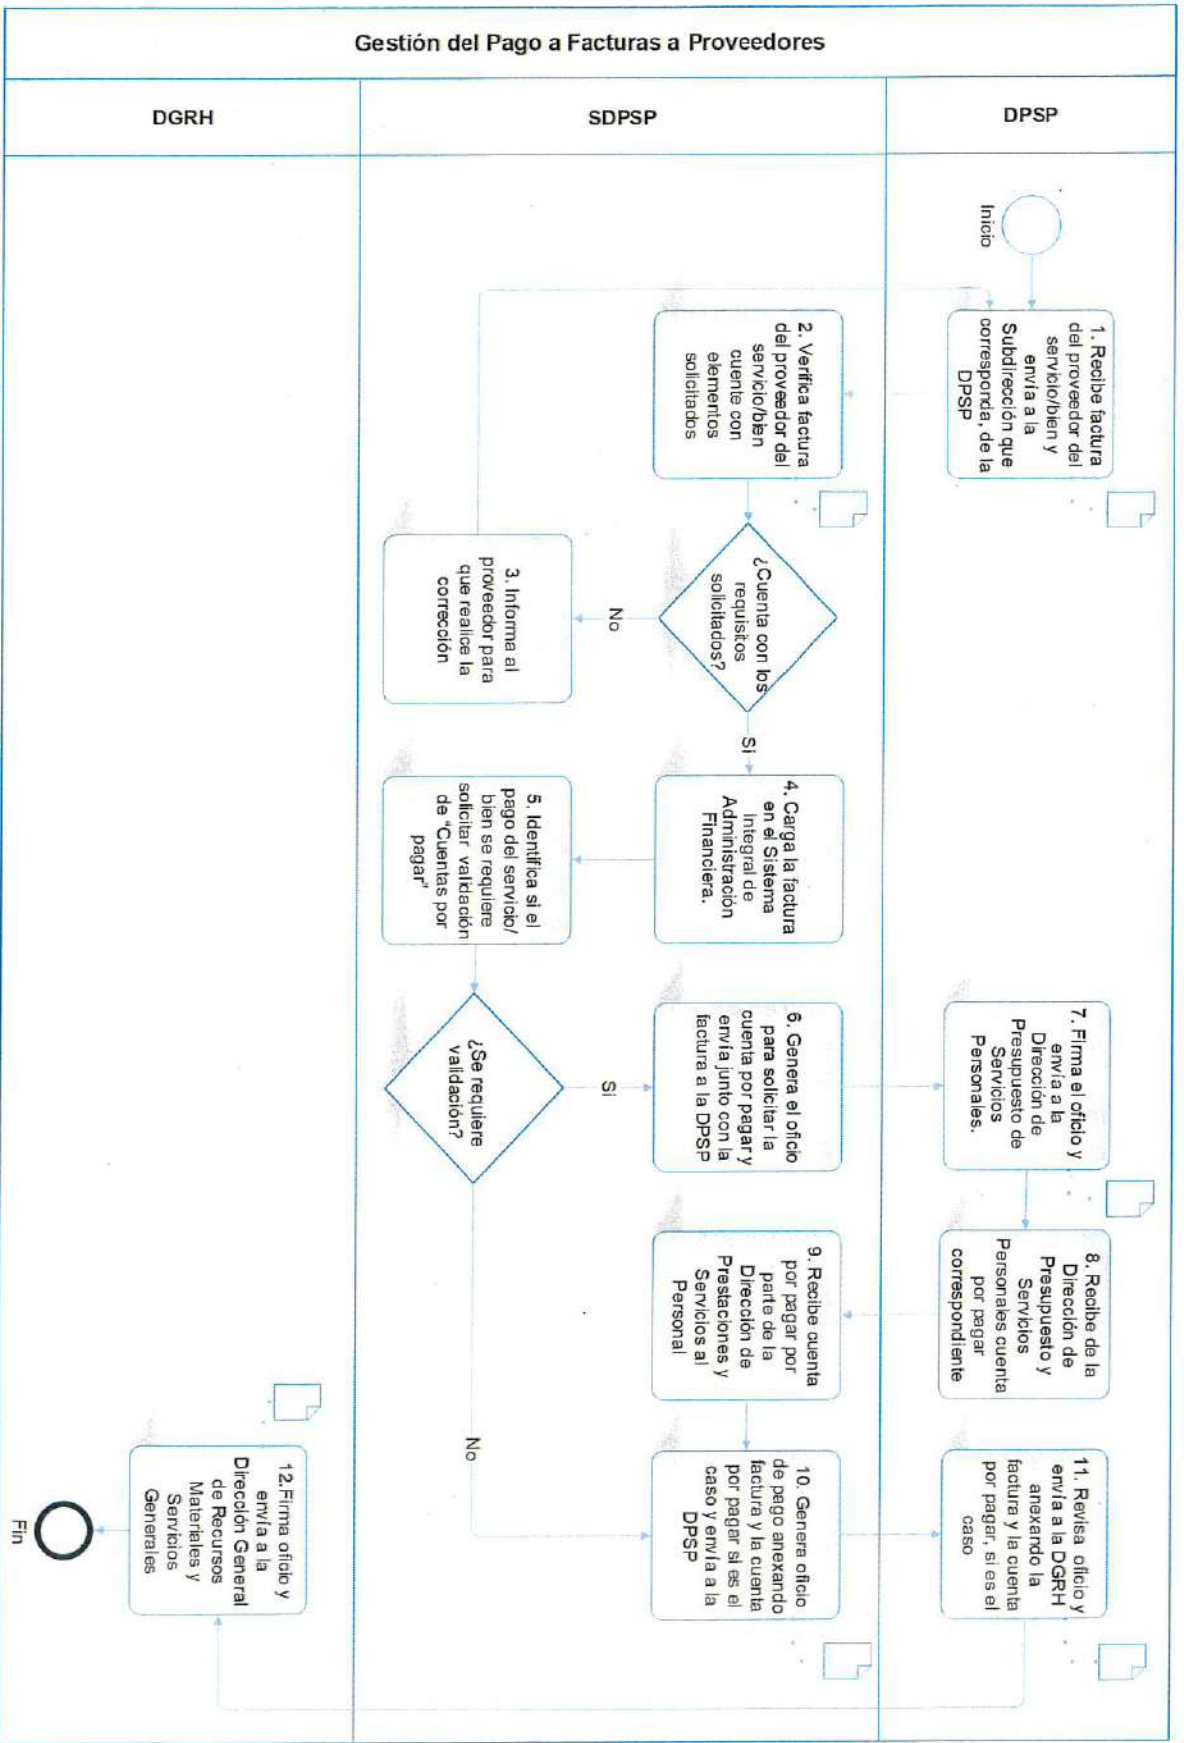 Gestión del Pago a Facturas a Proveedores
DGRH
SDPSP
DPSP
Inicio
1. Recibe factura
del proveedor del
servicio/bien y
envía a la
Subdirección que
corresponda, de la
DPSP
2. Verifica factura
del proveedor del
servicio/bien
cuente con
elementos
solicitados
¿Cuenta con los
requisitos
solicitados?
No
3. Informa al
proveedor para
que realice la
corrección
Si
4. Carga la factura
en el Sistema
Integral de
Administración
Financiera.
5. Identifica si el
pago del servicio/
bien se requiere
solicitar validación
de "Cuentas por
pagar"
¿Se requiere
validación?
Si
6. Genera el oficio
para solicitar la
cuenta por pagar y
envía junto con la
factura a la DPSP
7. Firma el oficio y
envía a la
Dirección de
Presupuesto de
Servicios
Personales.
8. Recibe de la
Dirección de
Presupuesto y
Servicios
Personales cuenta
por pagar
correspondiente
9. Recibe cuenta
por pagar por
parte de la
Dirección de
Prestaciones y
Servicios al
Personal
No
10. Genera oficio
de pago anexando
factura y la cuenta
por pagar si es el
caso y envía a la
DPSP
11. Revisa oficio y
envía a la DGRH
anexando la
factura y la cuenta
por pagar, si es el
caso
12.Firma oficio y
envía a la
Dirección General
de Recursos
Materiales y
Servicios
Generales
Fin